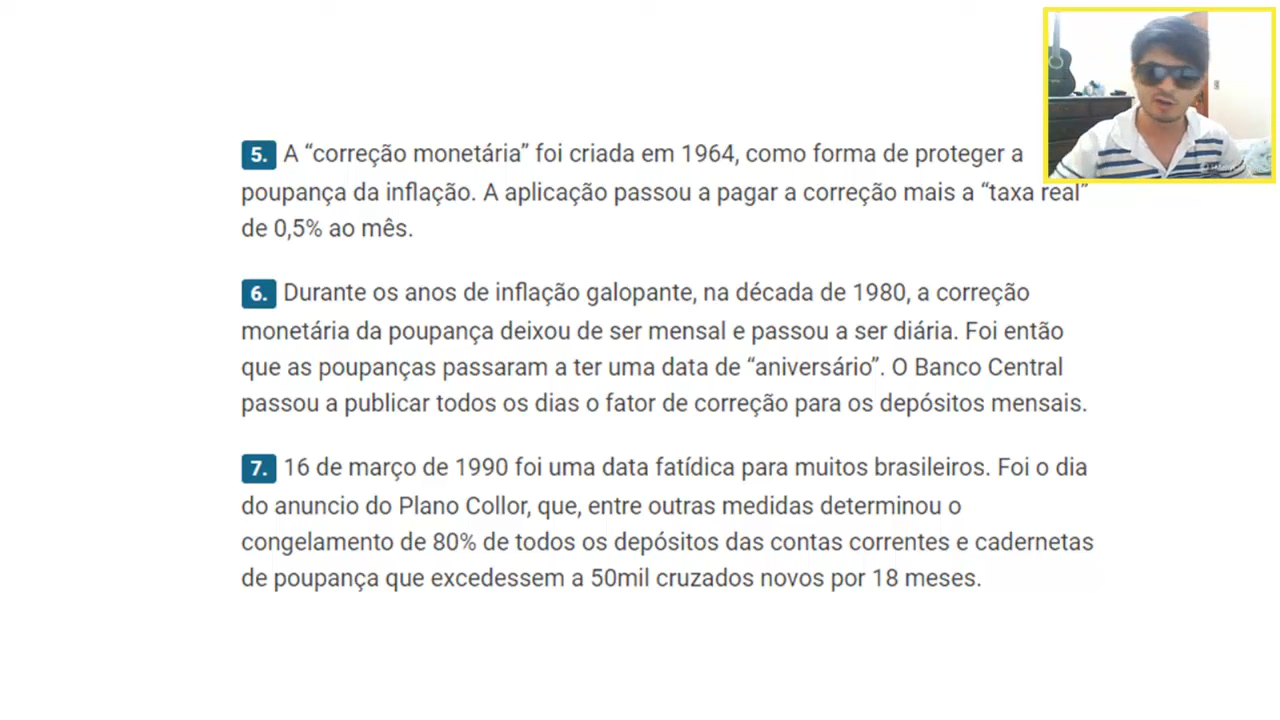 5. A “correção monetária” foi criada em 1964, como forma de proteger a
poupança da inflação. A aplicação passou a pagar a correção mais a “taxa real”
de 0,5% ao mês.
6. Durante os anos de inflação galopante, na década de 1980, a correção
monetária da poupança deixou de ser mensal e passou a ser diária. Foi então
que as poupanças passaram a ter uma data de “aniversário”. O Banco Central
passou a publicar todos os dias o fator de correção para os depósitos mensais.
7. 16 de março de 1990 foi uma data fatídica para muitos brasileiros. Foi o dia
do anuncio do Plano Collor, que, entre outras medidas determinou o
congelamento de 80% de todos os depósitos das contas correntes e cadernetas
de poupança que excedessem a 50mil cruzados novos por 18 meses.